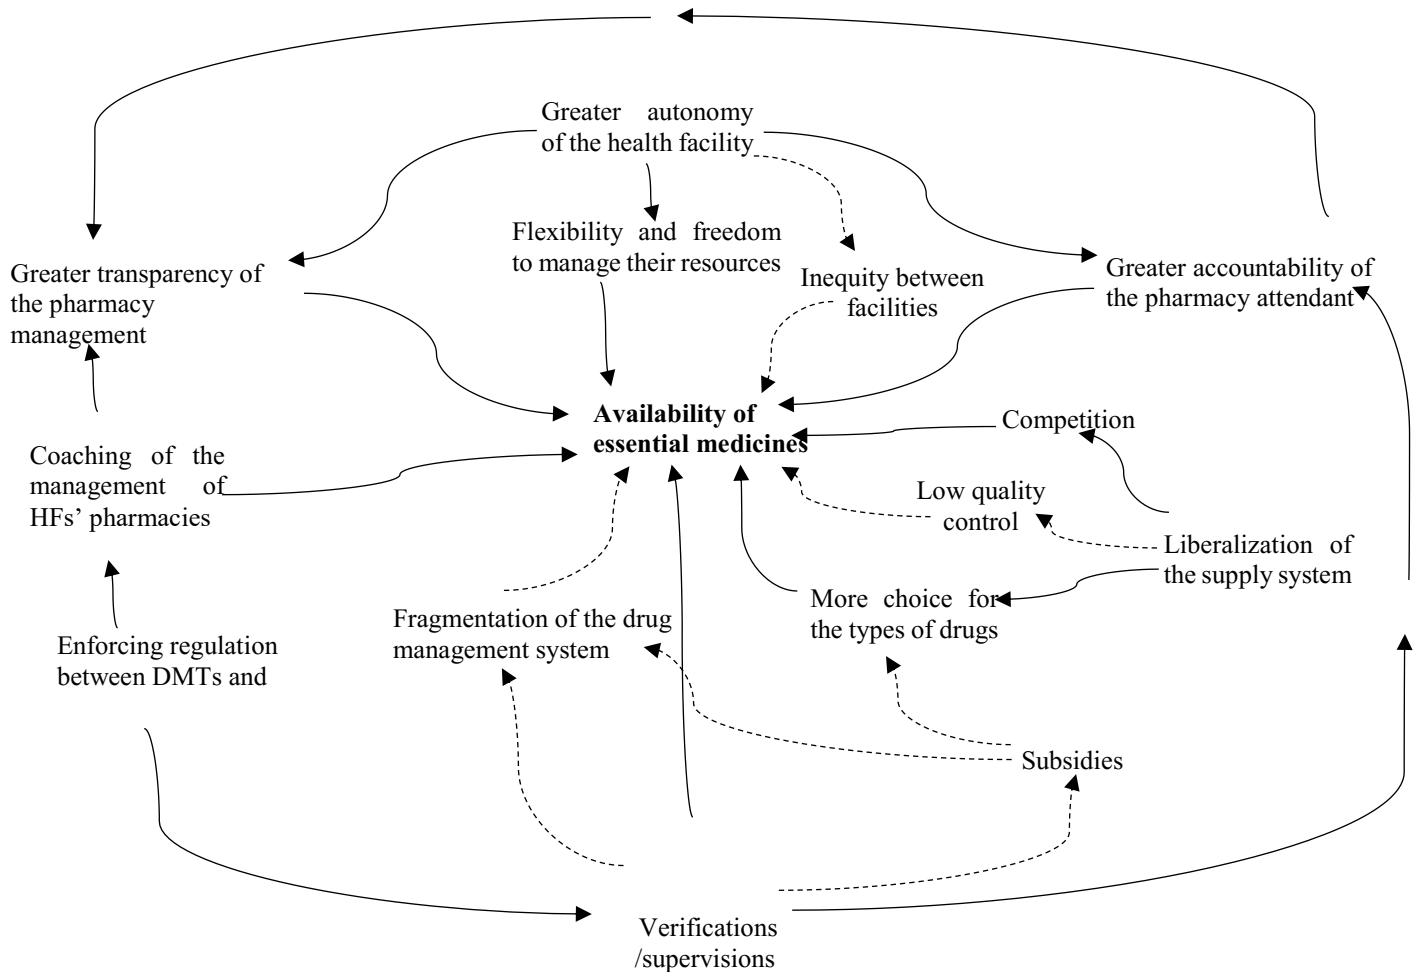 Greater autonomy
of the health facility
Flexibility and freedom
to manage their resources
Inequity between
facilities
Greater transparency of
the pharmacy
management
Greater accountability of
the pharmacy attendant
Availability of
essential medicines
Competition
Coaching of the
management of
HFs' pharmacies
Low quality
control
Liberalization of
the supply system
More choice for
the types of drugs
Fragmentation of the drug
management system
Enforcing regulation
between DMTs and
Subsidies
Verifications
/supervisions